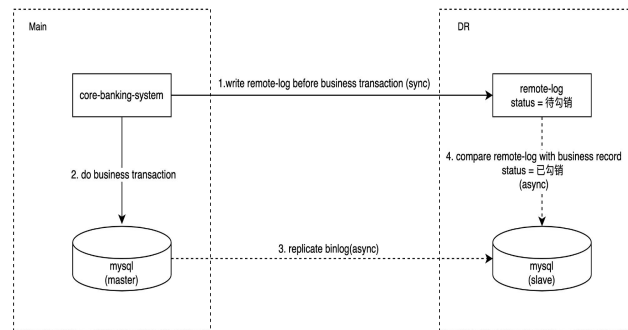 Main
DR
1.write remote-log before business transaction (sync)
core-banking-system
remote-log
status = 待勾销
2. do business transaction
4. compare remote-log with business record
status = 已勾销
(async)
3. replicate binlog(async)
mysql
(master)
mysql
(slave)